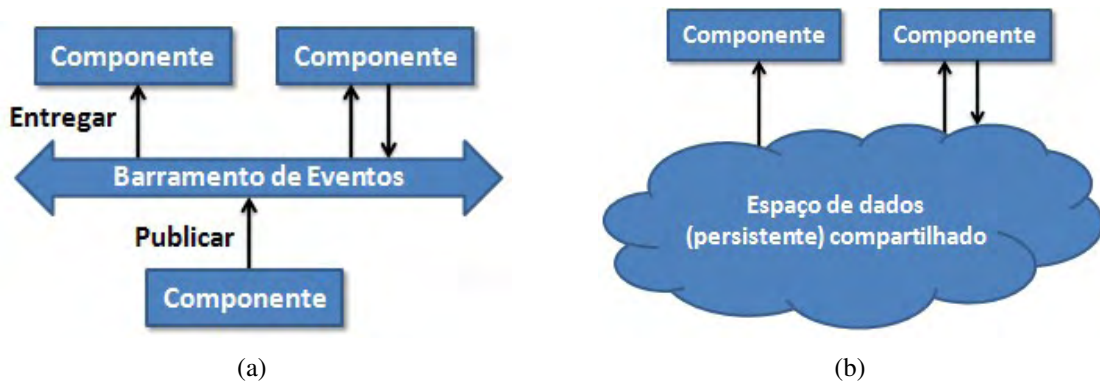 Componente
Componente
Entregar
Barramento de Eventos
Publicar
Componente
(a)
Componente
Componente
Espaço de dados
(persistente) compartilhado
(b)